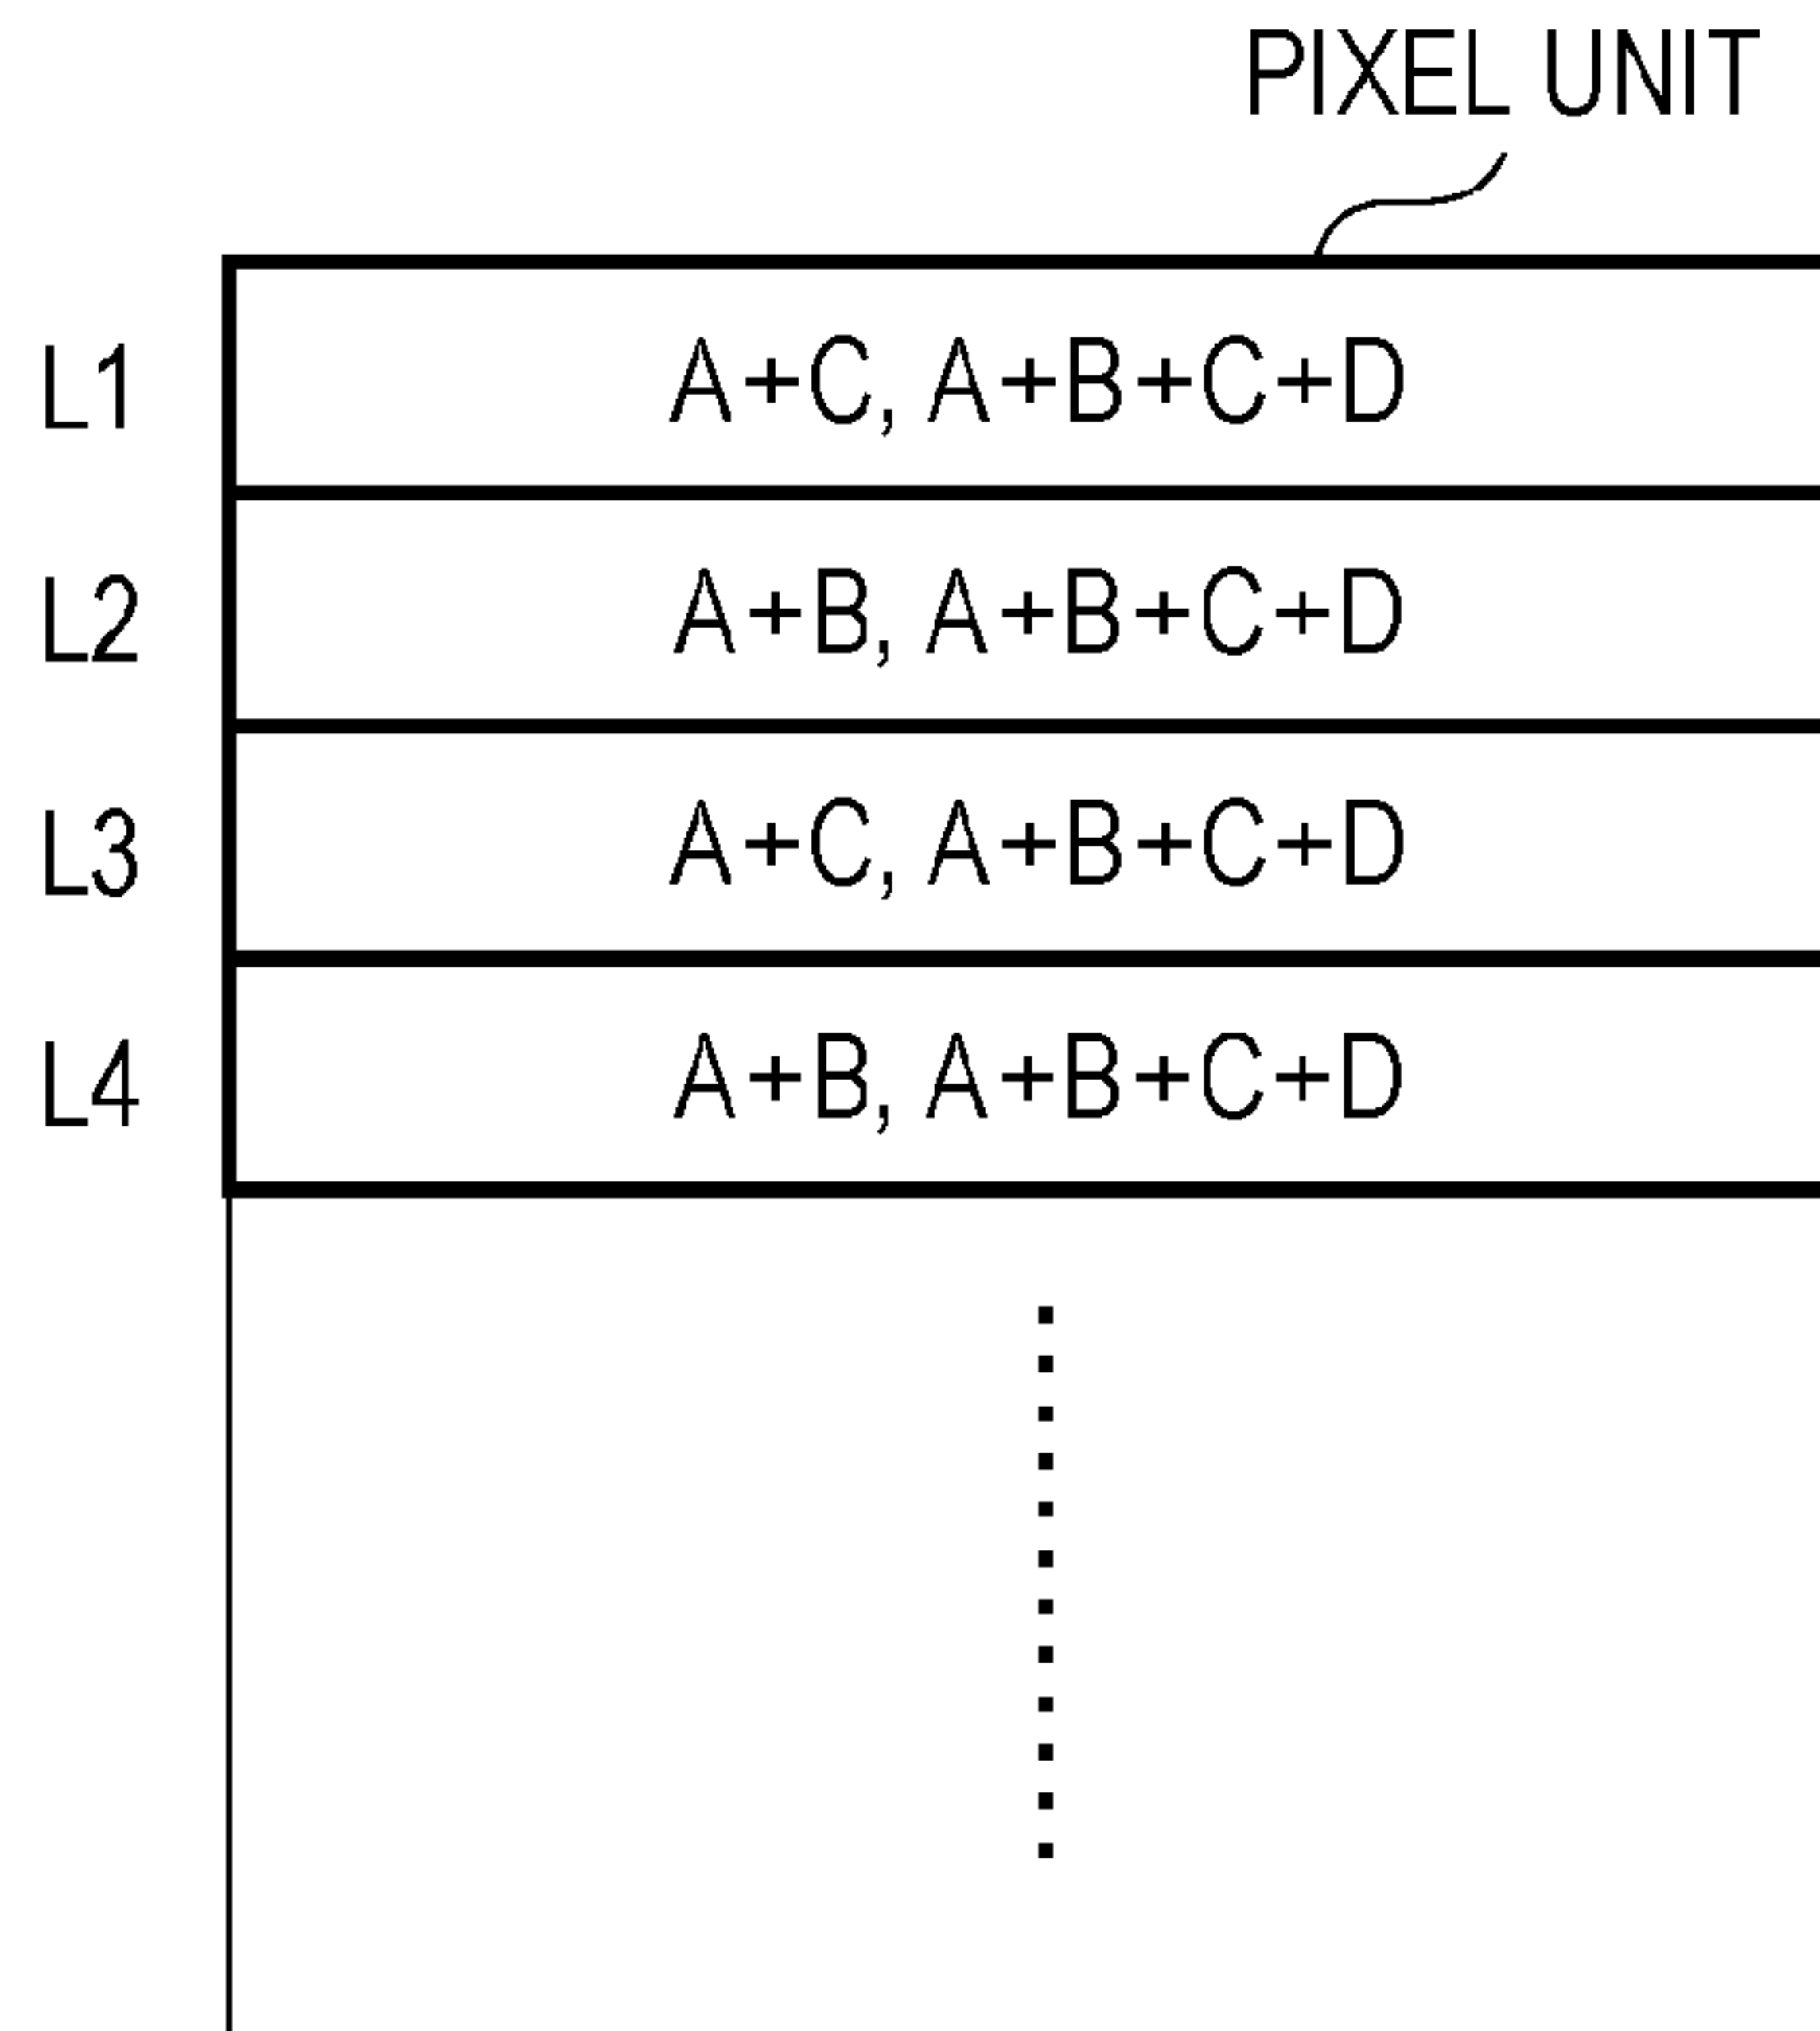 PIXEL UNIT
L1 A+C, A+B+C+D
L2 A+B, A+B+C+D
L3 A+C, A+B+C+D
L4 A+B, A+B+C+D